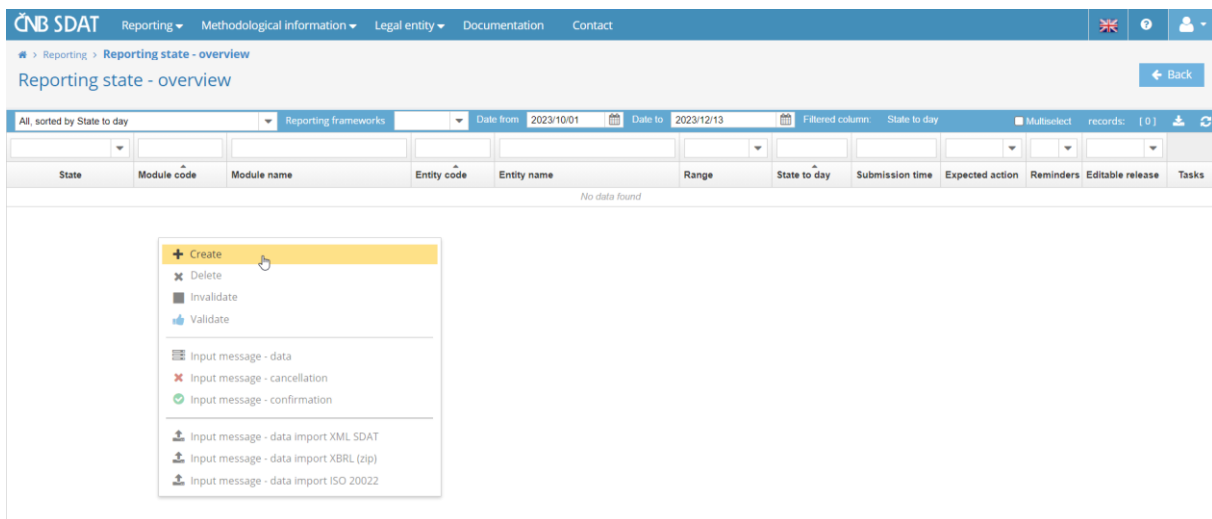 ČNB SDAT Reporting Methodological information Legal entity Documentation Contact
Reporting > Reporting state - overview
Reporting state - overview
Back
All, sorted by State to day Reporting frameworks Date from 2023/10/01 Date to 2023/12/13 Filtered column: State to day Multiselect records: [ 0 ]
State Module code Module name Entity code Entity name Range State to day Submission time Expected action Reminders Editable release Tasks
No data found
Create
Delete
Invalidate
Validate
Input message - data
Input message - cancellation
Input message - confirmation
Input message - data import XML SDAT
Input message - data import XBRL (zip)
Input message - data import ISO 20022